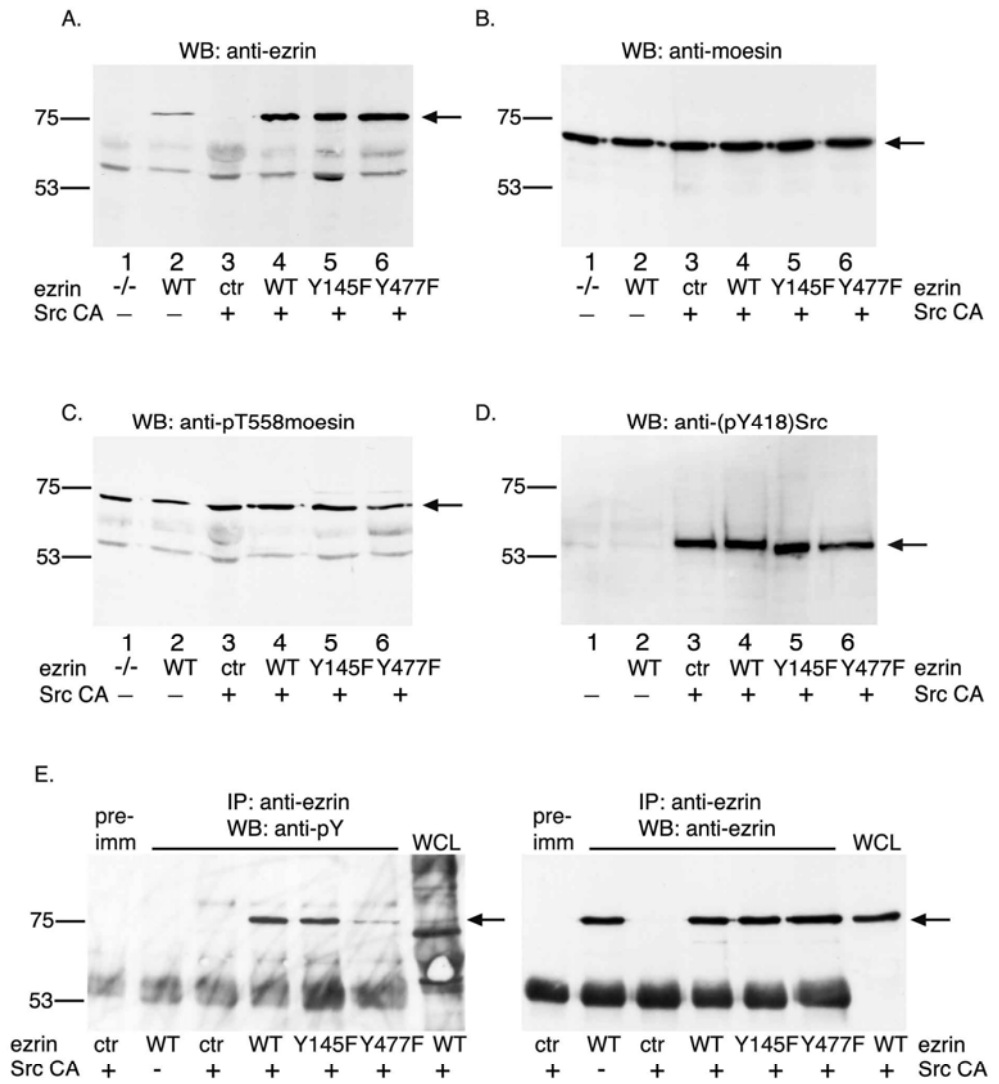 A.
WB: anti-ezrin
75
53
1 2 3 4 5 6
ezrin -/- WT ctr WT Y145F Y477F
Src CA – – + + + +
B.
WB: anti-moesin
75
53
1 2 3 4 5 6
-/- WT ctr WT Y145F Y477F ezrin
– – + + + + Src CA
C.
WB: anti-pT558moesin
75
53
1 2 3 4 5 6
ezrin -/- WT ctr WT Y145F Y477F
Src CA – – + + + +
D.
WB: anti-(pY418)Src
75
53
1 2 3 4 5 6
WT ctr WT Y145F Y477F ezrin
– – + + + + Src CA
E.
pre-
imm
IP: anti-ezrin
WB: anti-pY
WCL
75
53
ezrin ctr WT ctr WT Y145F Y477F WT
Src CA + - + + + + +
pre-
imm
IP: anti-ezrin
WB: anti-ezrin
WCL
ctr WT ctr WT Y145F Y477F WT ezrin
+ - + + + + + Src CA